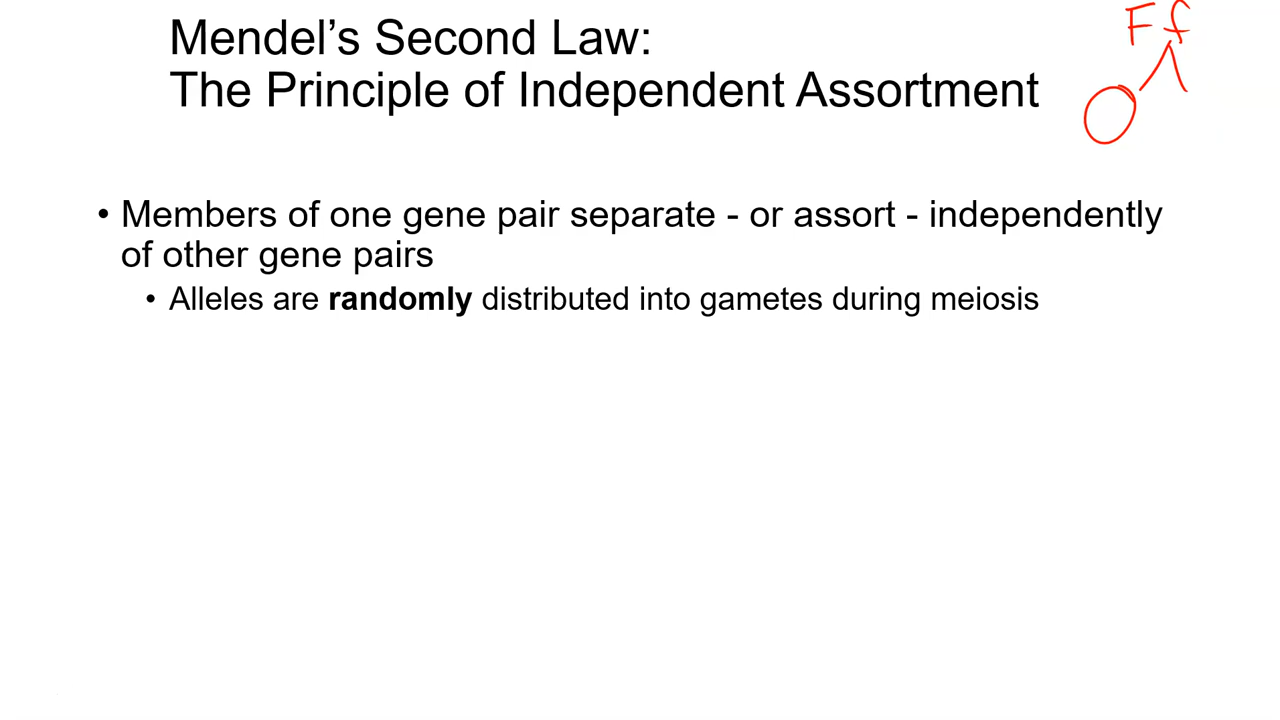 Mendel’s Second Law:
The Principle of Independent Assortment
F f
• Members of one gene pair separate - or assort - independently
of other gene pairs
• Alleles are randomly distributed into gametes during meiosis